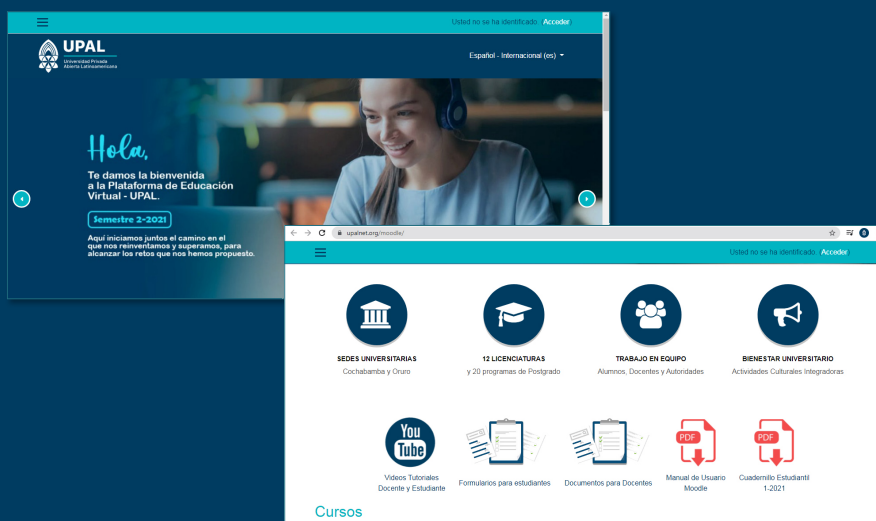 Usted no se ha identificado. (Acceder)
UPAL
Universidad Privada
Abierta Latinoamericana
Español - Internacional (es)
Hola,
Te damos la bienvenida
a la Plataforma de Educación
Virtual - UPAL.
Semestre 2-2021
Aquí iniciamos juntos el camino en el
que nos reinventamos y superamos, para
alcanzar los retos que nos hemos propuesto.
upalnet.org/moodle/
Usted no se ha identificado. (Acceder)
SEDES UNIVERSITARIAS
Cochabamba y Oruro
12 LICENCIATURAS
y 20 programas de Postgrado
TRABAJO EN EQUIPO
Alumnos, Docentes y Autoridades
BIENESTAR UNIVERSITARIO
Actividades Culturales Integradoras
You
Tube
Videos Tutoriales
Docente y Estudiante
Formularios para estudiantes
Documentos para Docentes
PDF
Manual de Usuario
Moodle
PDF
Cuadernillo Estudiantil
1-2021
Cursos